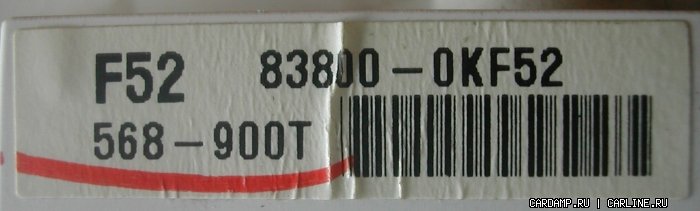 F52 83800-0KF52
568-900T
CARDAMP.RU | CARLINE.RU